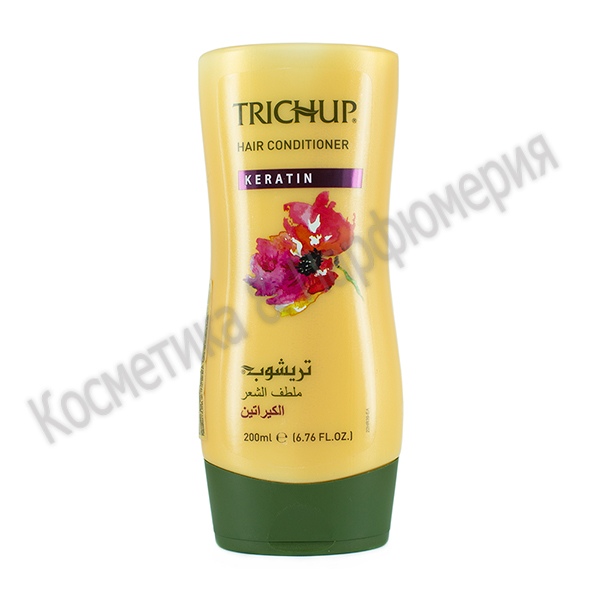 TRICHUP®
HAIR CONDITIONER
KERATIN
تريشوب
ملطف الشعر
الكيراتين
200ml ℮ (6.76 FL.OZ.)
Косметика & Парфюмерия